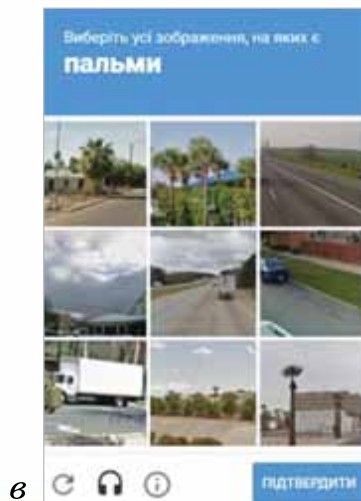 Виберіть усі зображення, на яких є
пальми
в
ПІДТВЕРДИТИ